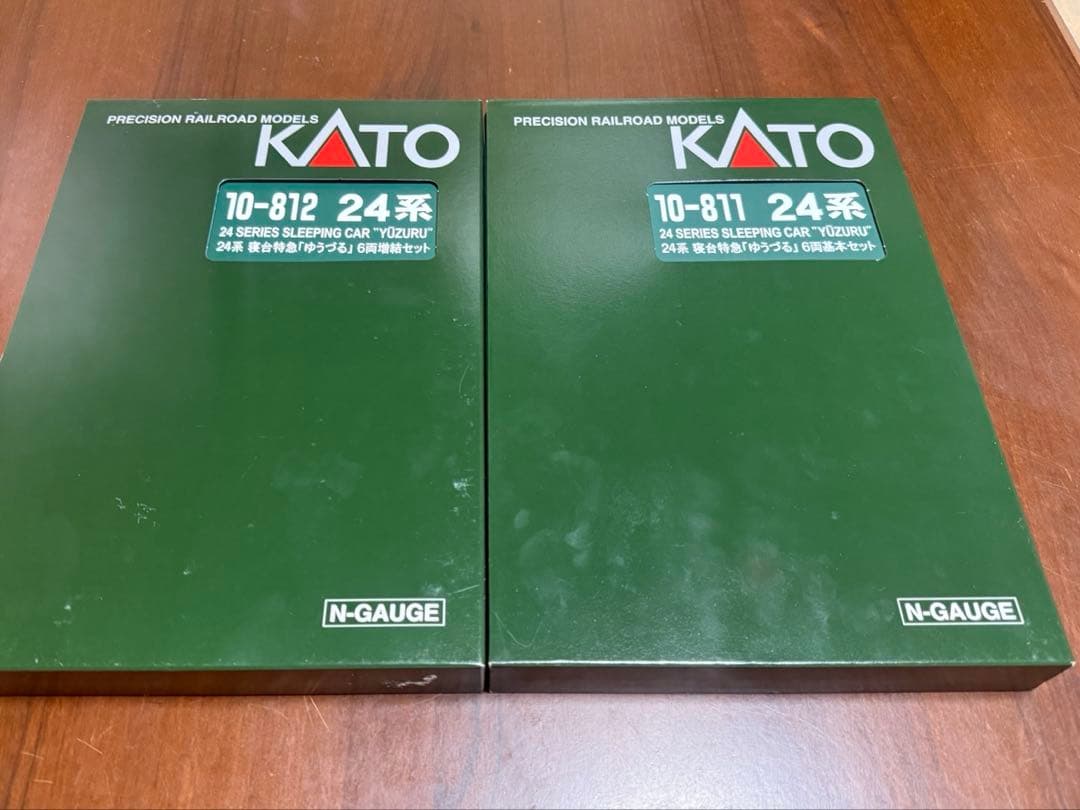 PRECISION RAILROAD MODELS
KATO
10-812 24系
24 SERIES SLEEPING CAR "YŪZURU"
24系 寝台特急「ゆうづる」 6両増結セット
N-GAUGE
PRECISION RAILROAD MODELS
KATO
10-811 24系
24 SERIES SLEEPING CAR "YŪZURU"
24系 寝台特急「ゆうづる」 6両基本セット
N-GAUGE